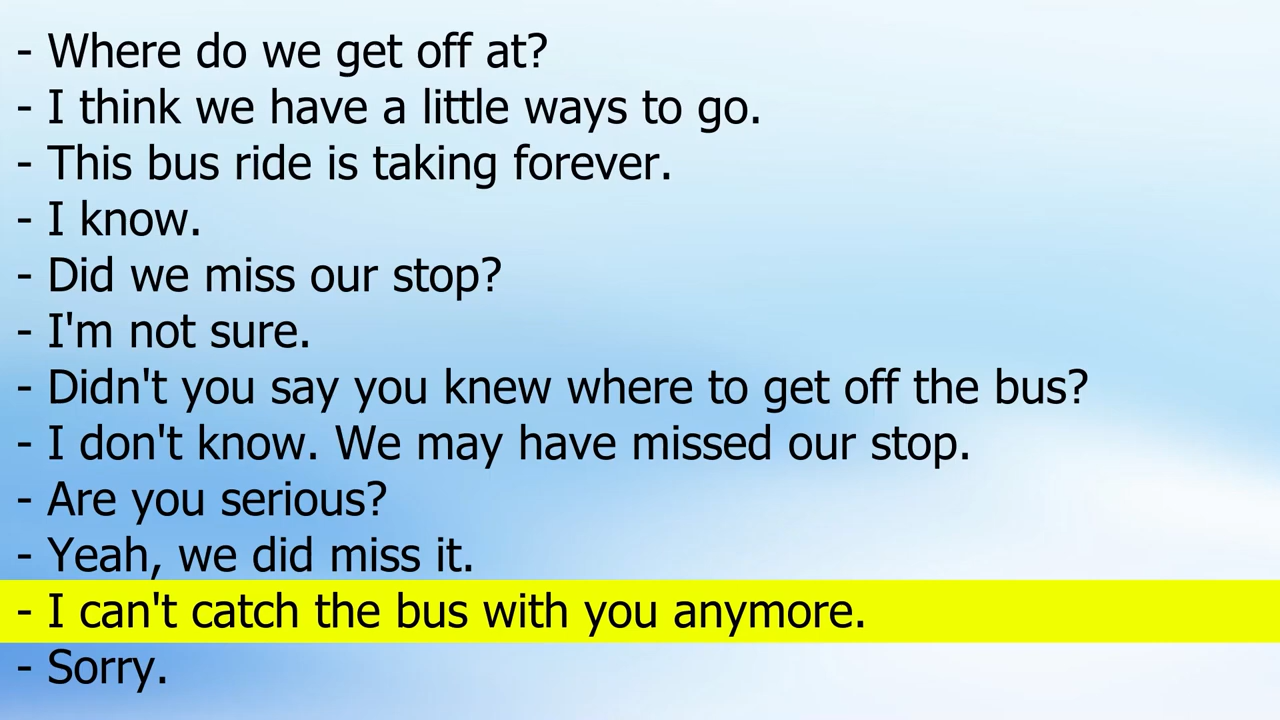 - Where do we get off at?
- I think we have a little ways to go.
- This bus ride is taking forever.
- I know.
- Did we miss our stop?
- I'm not sure.
- Didn't you say you knew where to get off the bus?
- I don't know. We may have missed our stop.
- Are you serious?
- Yeah, we did miss it.
- I can't catch the bus with you anymore.
- Sorry.